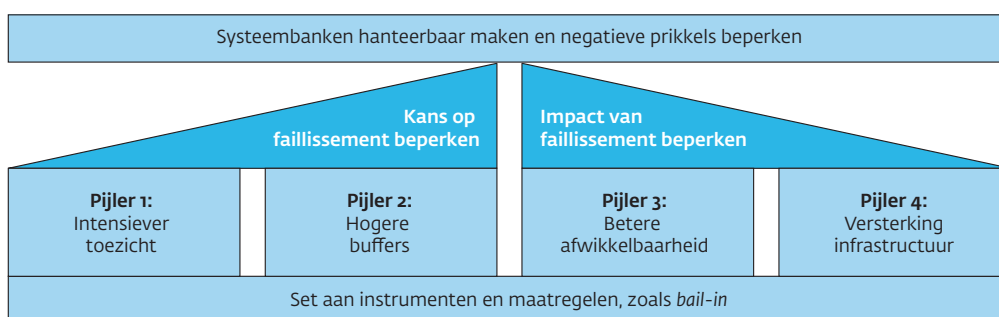 Systeembanken hanteerbaar maken en negatieve prikkels beperken
Kans op
faillissement beperken
Impact van
faillissement beperken
Pijler 1:
Intensiever
toezicht
Pijler 2:
Hogere
buffers
Pijler 3:
Betere
afwikkelbaarheid
Pijler 4:
Versterking
infrastructuur
Set aan instrumenten en maatregelen, zoals bail-in